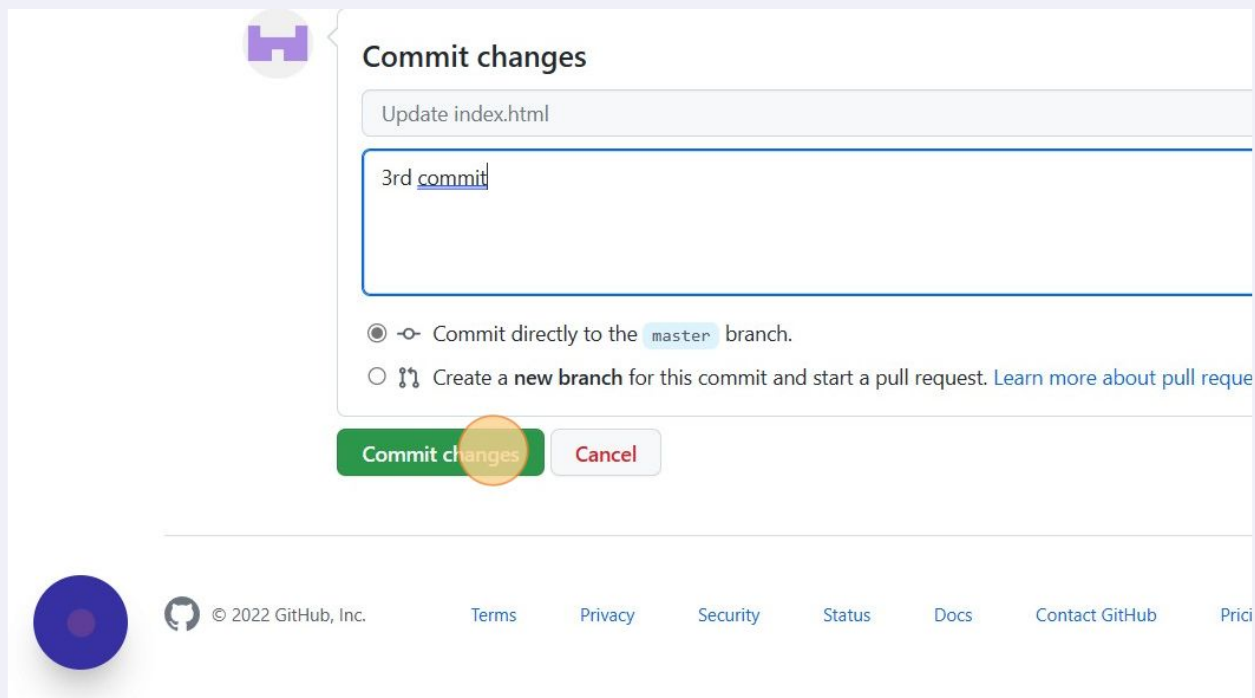 Commit changes
Update index.html
3rd commit
Commit directly to the master branch.
Create a new branch for this commit and start a pull request. Learn more about pull reque
Commit changes Cancel
© 2022 GitHub, Inc. Terms Privacy Security Status Docs Contact GitHub Prici